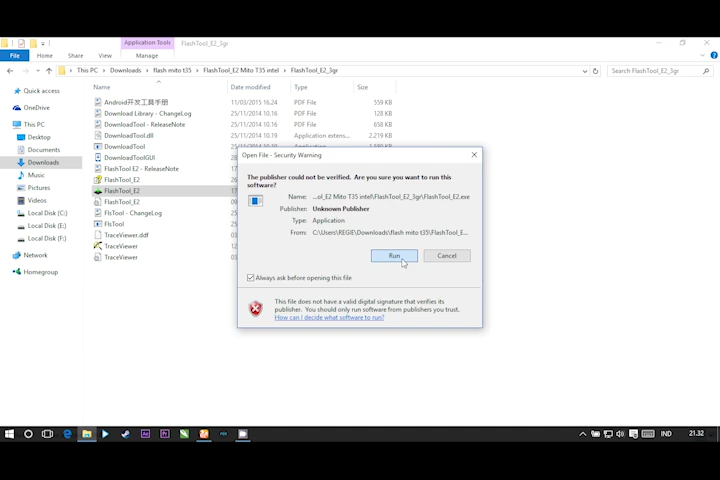 Application Tools
FlashTool_E2_3gr
File
Home
Share
View
Manage
This PC
Downloads
flash mito t35
FlashTool_E2 Mito T35 intel
FlashTool_E2_3gr
Search FlashTool_E2_3gr
Name
Date modified
Type
Size
Quick access
OneDrive
This PC
Desktop
Documents
Downloads
Music
Pictures
Videos
Local Disk (C:)
Local Disk (E:)
Local Disk (F:)
Network
Homegroup
Android开发工具手册 11/03/2015 16.24 PDF File 559 KB
Download Library - ChangeLog 25/11/2014 10.16 PDF File 128 KB
DownloadTool - ReleaseNote 25/11/2014 10.16 PDF File 658 KB
DownloadTool.dll 25/11/2014 10.19 Application extens... 2,219 KB
DownloadTool
DownloadToolGUI
FlashTool E2 - ReleaseNote
FlashTool_E2
FlashTool_E2
FlashTool_E2
FlsTool - ChangeLog
FlsTool
TraceViewer.ddf
TraceViewer
TraceViewer
Open File - Security Warning
The publisher could not be verified. Are you sure you want to run this
software?
Name: ...ol_E2 Mito T35 intel\FlashTool_E2_3gr\FlashTool_E2.exe
Publisher: Unknown Publisher
Type: Application
From: C:\Users\REGIE\Downloads\flash mito t35\FlashTool_E...
Run
Cancel
Always ask before opening this file
This file does not have a valid digital signature that verifies its
publisher. You should only run software from publishers you trust.
How can I decide what software to run?
IND
21.32